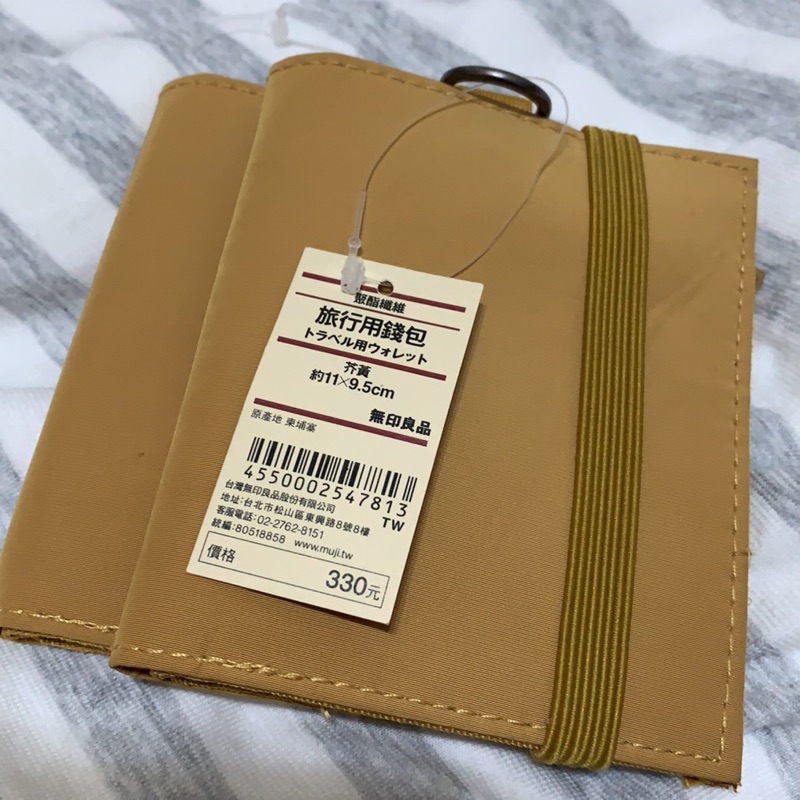 聚酯纖維
旅行用錢包
トラベル用ウォレット
芥黃
約11×9.5cm
無印良品
原產地 柬埔寨
4550002547813
TW
台灣無印良品股份有限公司
地址:台北市松山區東興路8號8樓
客服電話:02-2762-8151
統編:80518858 www.muji.tw
價格 330元